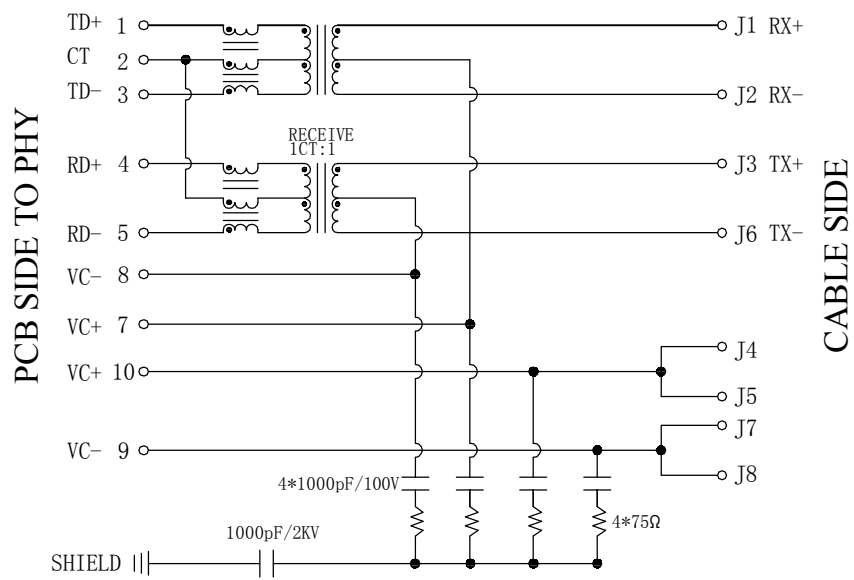 TD+ 1
J1 RX+
CT 2
TD- 3
J2 RX-
RECEIVE
1CT:1
RD+ 4
J3 TX+
RD- 5
J6 TX-
VC- 8
VC+ 7
J4
VC+ 10
J5
J7
VC- 9
J8
4*1000pF/100V
4*75Ω
1000pF/2KV
SHIELD
PCB SIDE TO PHY
CABLE SIDE